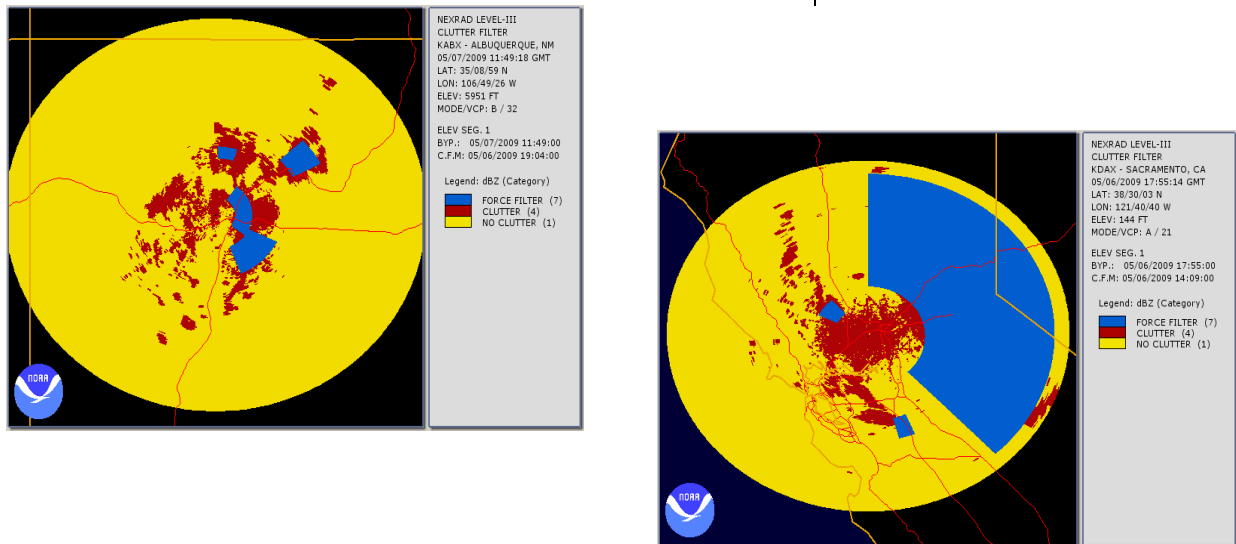 NEXRAD LEVEL-III
CLUTTER FILTER
KABX - ALBUQUERQUE, NM
05/07/2009 11:49:18 GMT
LAT: 35/08/59 N
LON: 106/49/26 W
ELEV: 5951 FT
MODE/VCP: B / 32
ELEV SEG. 1
BYP.: 05/07/2009 11:49:00
C.F.M: 05/06/2009 19:04:00
Legend: dBZ (Category)
FORCE FILTER (7)
CLUTTER (4)
NO CLUTTER (1)
NOAA
NEXRAD LEVEL-III
CLUTTER FILTER
KDAX - SACRAMENTO, CA
05/06/2009 17:55:14 GMT
LAT: 38/30/03 N
LON: 121/40/40 W
ELEV: 144 FT
MODE/VCP: A / 21
ELEV SEG. 1
BYP.: 05/06/2009 17:55:00
C.F.M: 05/06/2009 14:09:00
Legend: dBZ (Category)
FORCE FILTER (7)
CLUTTER (4)
NO CLUTTER (1)
NOAA